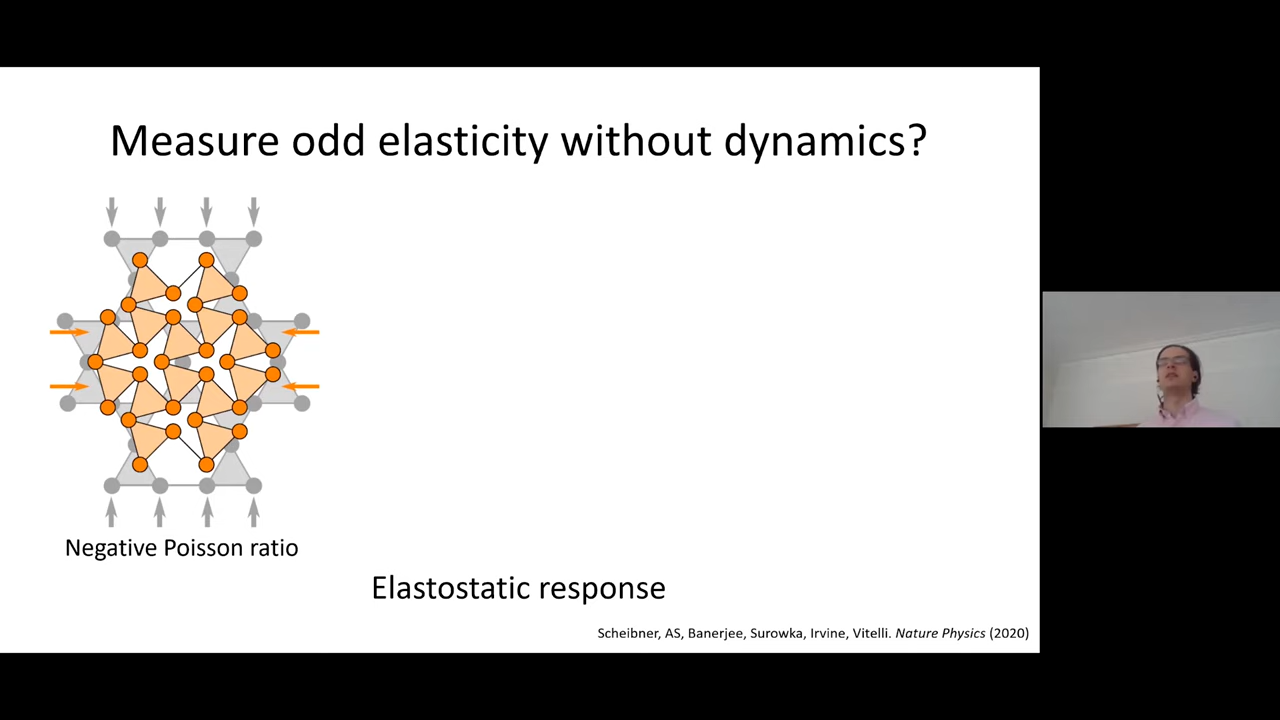 Measure odd elasticity without dynamics?
Negative Poisson ratio
Elastostatic response
Scheibner, AS, Banerjee, Surowka, Irvine, Vitelli. Nature Physics (2020)